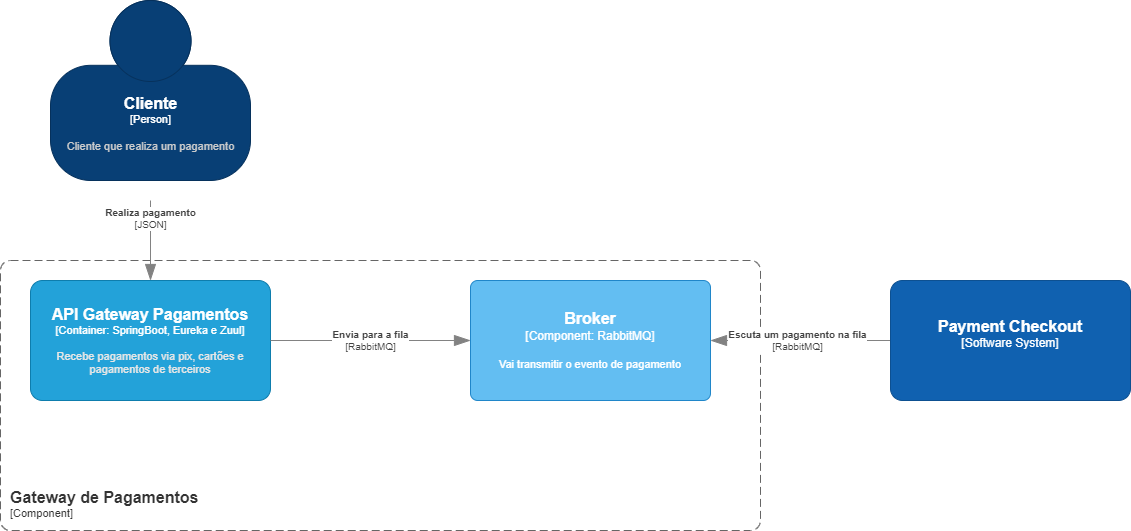 Cliente
[Person]
Cliente que realiza um pagamento
Realiza pagamento
[JSON]
API Gateway Pagamentos
[Container: SpringBoot, Eureka e Zuul]
Recebe pagamentos via pix, cartões e
pagamentos de terceiros
Envia para a fila
[RabbitMQ]
Broker
[Component: RabbitMQ]
Vai transmitir o evento de pagamento
Escuta um pagamento na fila
[RabbitMQ]
Payment Checkout
[Software System]
Gateway de Pagamentos
[Component]